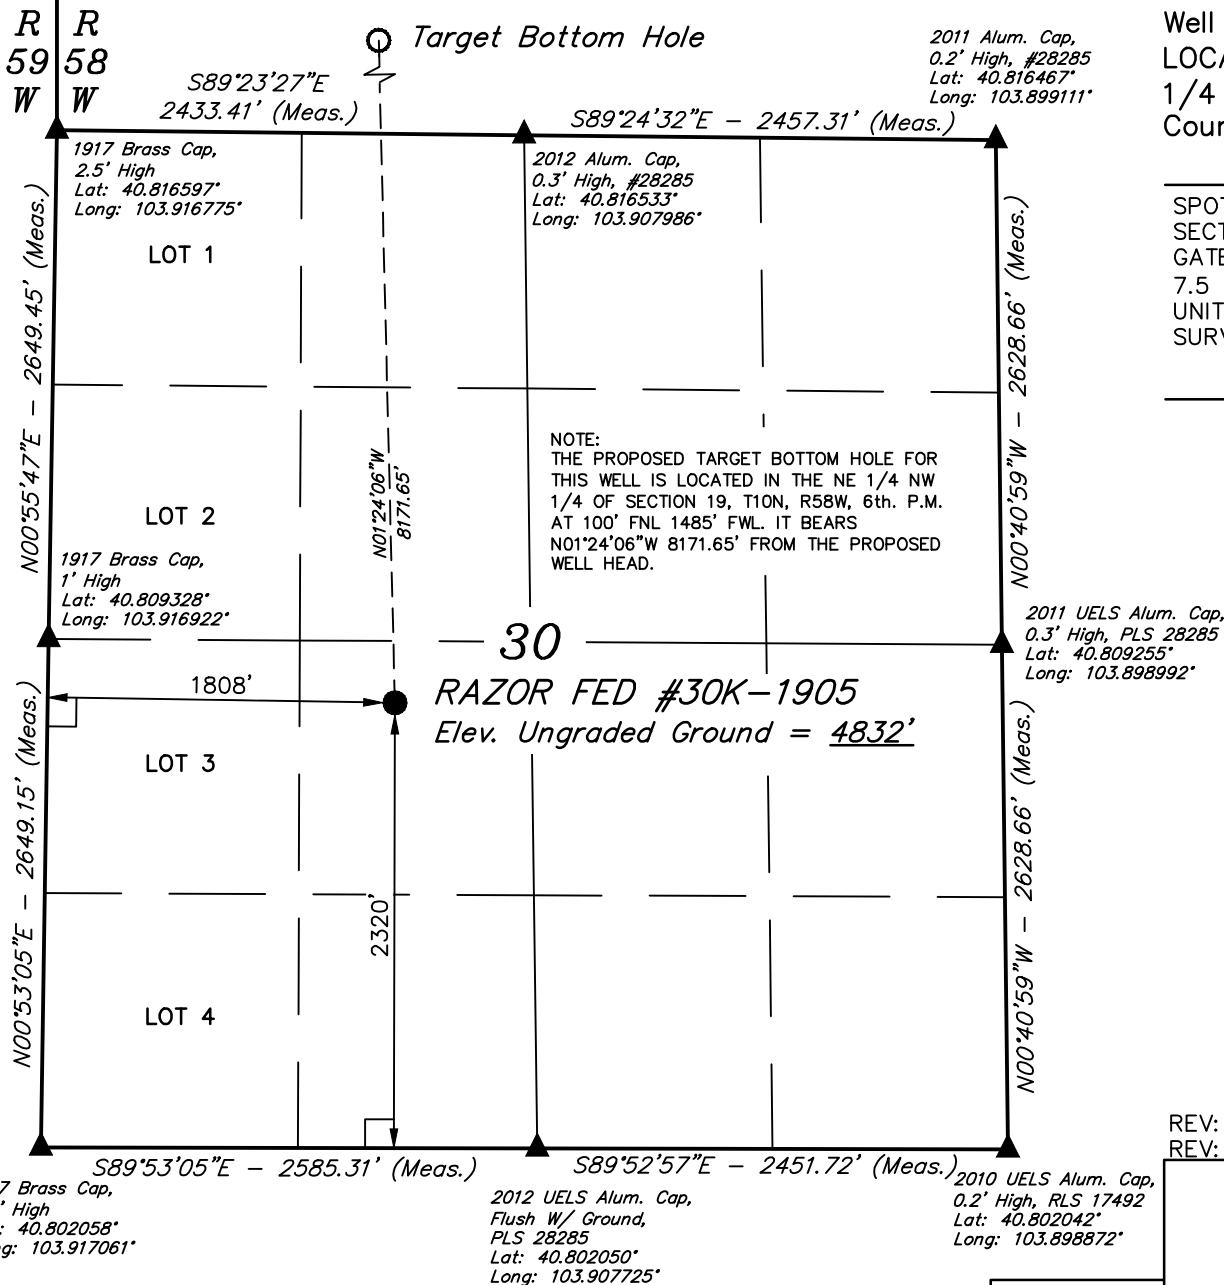 R R
59 58
W W
Target Bottom Hole
S89°23'27"E
2433.41' (Meas.)
S89°24'32"E – 2457.31' (Meas.)
2011 Alum. Cap,
0.2' High, #28285
Lat: 40.816467°
Long: 103.899111°
Well
1/4
1917 Brass Cap,
2.5' High
Lat: 40.816597°
Long: 103.916775°
2012 Alum. Cap,
0.3' High, #28285
Lat: 40.816533°
Long: 103.907986°
7.5
LOT 1
N00°55'47"E – 2649.45' (Meas.)
N00°40'59"W – 2628.66' (Meas.)
NOTE:
THE PROPOSED TARGET BOTTOM HOLE FOR
THIS WELL IS LOCATED IN THE NE 1/4 NW
1/4 OF SECTION 19, T10N, R58W, 6th. P.M.
AT 100' FNL 1485' FWL. IT BEARS
N01°24'06"W 8171.65' FROM THE PROPOSED
WELL HEAD.
N01°24'06"W
8171.65'
LOT 2
1917 Brass Cap,
1' High
Lat: 40.809328°
Long: 103.916922°
30
2011 UELS Alum. Cap,
0.3' High, PLS 28285
Lat: 40.809255°
Long: 103.898992°
1808'
RAZOR FED #30K–1905
Elev. Ungraded Ground = 4832'
LOT 3
N00°53'05"E – 2649.15' (Meas.)
N00°40'59"W – 2628.66' (Meas.)
2320'
LOT 4
REV:
REV:
S89°53'05"E – 2585.31' (Meas.)
S89°52'57"E – 2451.72' (Meas.)
Brass Cap,
High
40.802058°
103.917061°
2012 UELS Alum. Cap,
Flush W/ Ground,
PLS 28285
Lat: 40.802050°
Long: 103.907725°
2010 UELS Alum. Cap,
0.2' High, RLS 17492
Lat: 40.802042°
Long: 103.898872°